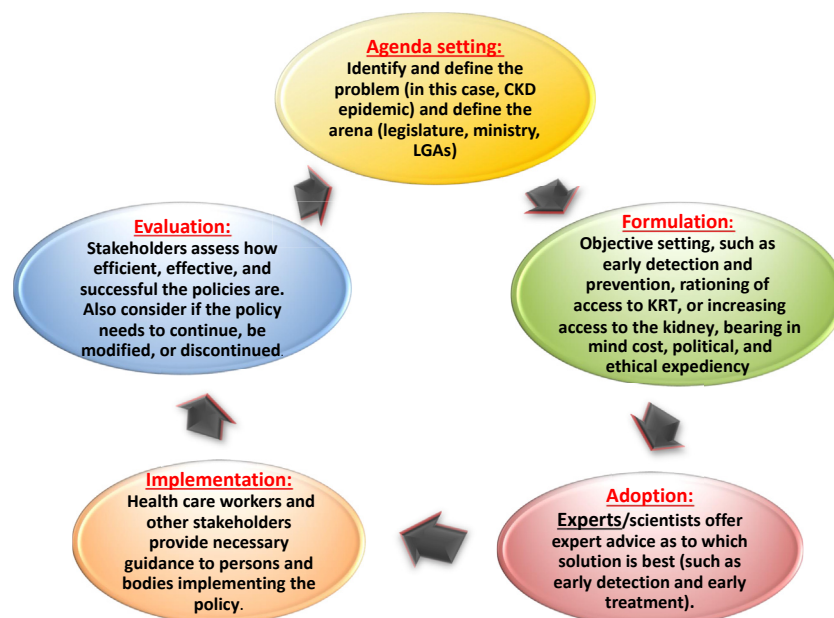 Agenda setting:
Identify and define the
problem (in this case, CKD
epidemic) and define the
arena (legislature, ministry,
LGAs)
Formulation:
Objective setting, such as
early detection and
prevention, rationing of
access to KRT, or increasing
access to the kidney, bearing in
mind cost, political, and
ethical expediency
Adoption:
Experts/scientists offer
expert advice as to which
solution is best (such as
early detection and early
treatment).
Implementation:
Health care workers and
other stakeholders
provide necessary
guidance to persons and
bodies implementing the
policy.
Evaluation:
Stakeholders assess how
efficient, effective, and
successful the policies are.
Also consider if the policy
needs to continue, be
modified, or discontinued.